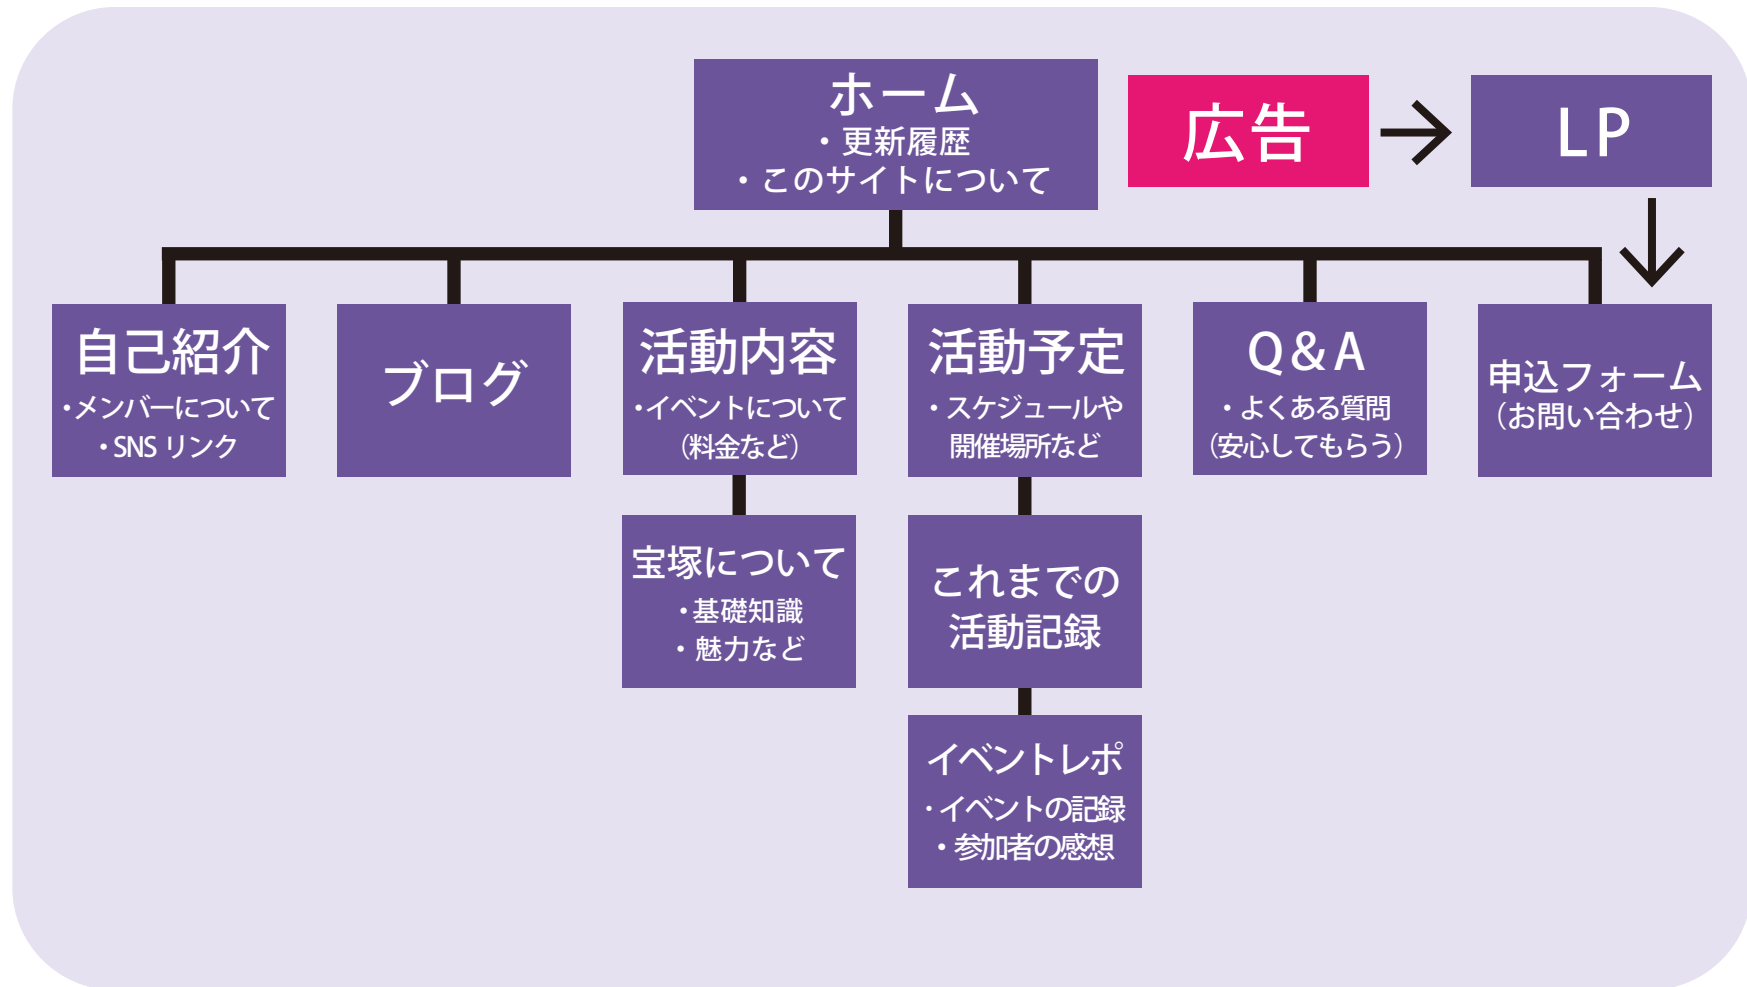 ホーム
・更新履歴
・このサイトについて
広告
LP
自己紹介
・メンバーについて
・SNS リンク
ブログ
活動内容
・イベントについて
（料金など）
活動予定
・スケジュールや
開催場所など
Q&A
・よくある質問
（安心してもらう）
申込フォーム
（お問い合わせ）
宝塚について
・基礎知識
・魅力など
これまでの
活動記録
イベントレポ
・イベントの記録
・参加者の感想